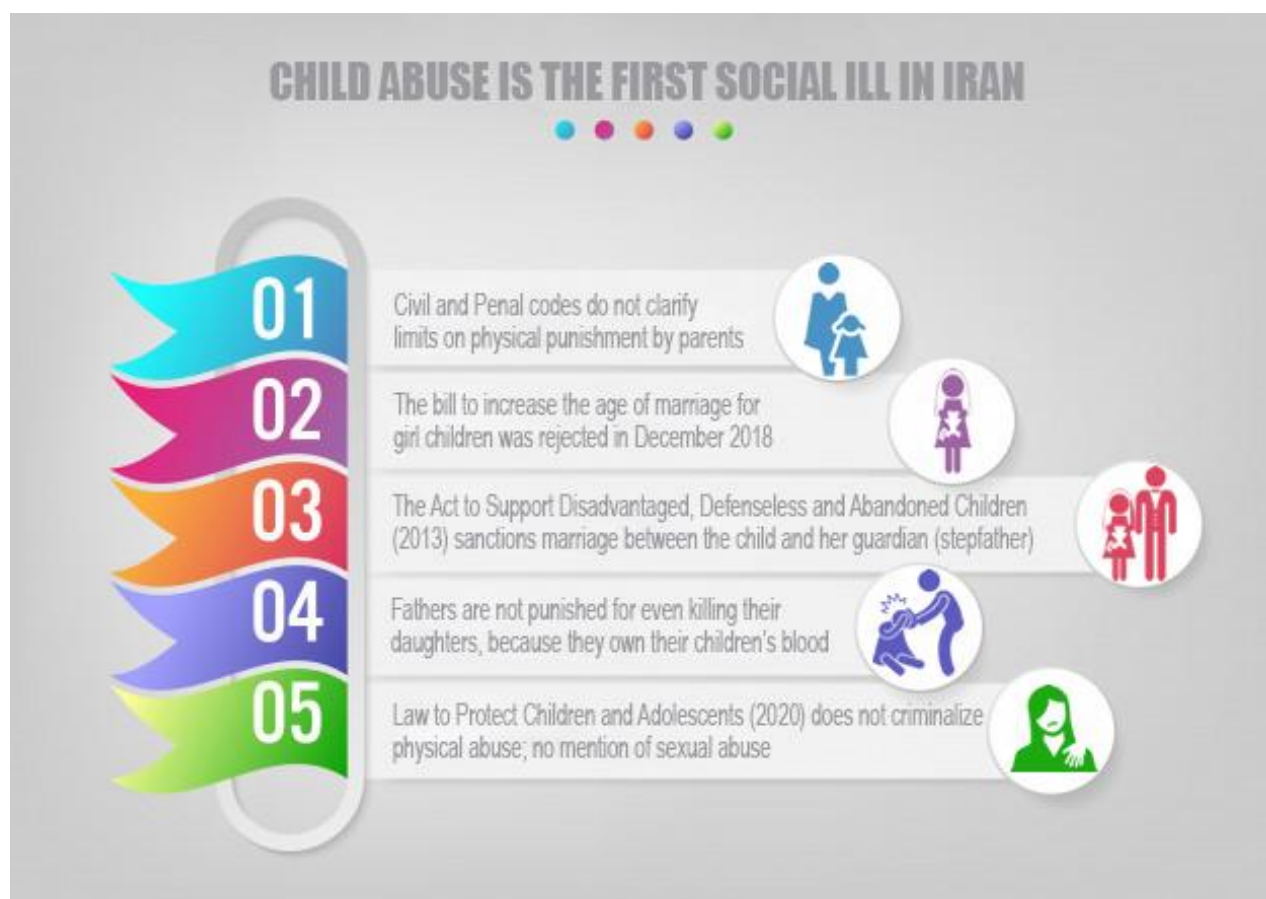 CHILD ABUSE IS THE FIRST SOCIAL ILL IN IRAN
01
Civil and Penal codes do not clarify
limits on physical punishment by parents
02
The bill to increase the age of marriage for
girl children was rejected in December 2018
03
The Act to Support Disadvantaged, Defenseless and Abandoned Children
(2013) sanctions marriage between the child and her guardian (stepfather)
04
Fathers are not punished for even killing their
daughters, because they own their children's blood
05
Law to Protect Children and Adolescents (2020) does not criminalize
physical abuse; no mention of sexual abuse